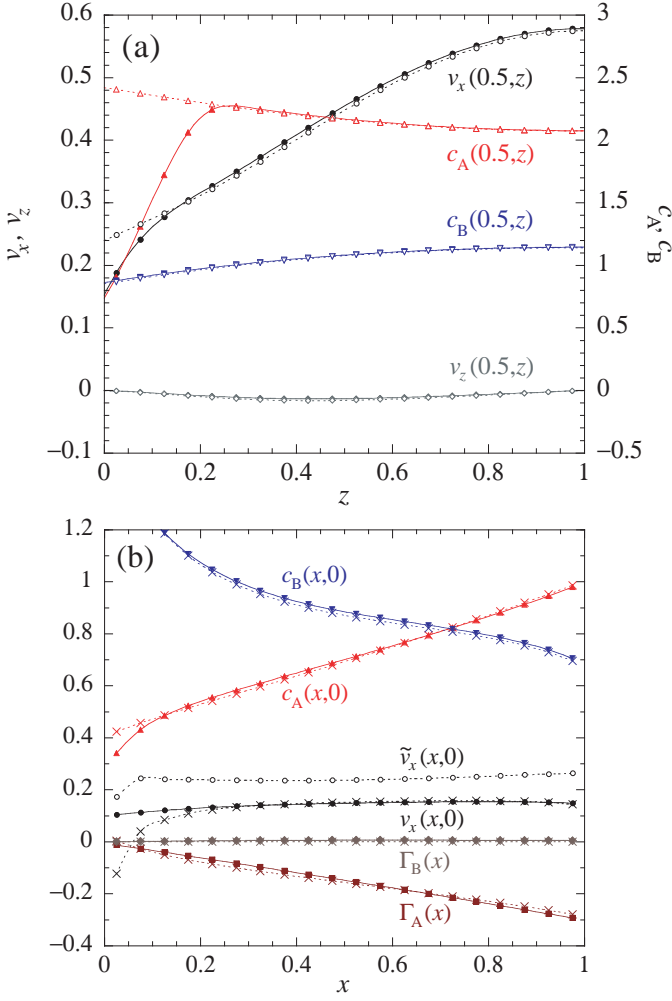 (a)
0.6
0.5
0.4
0.3
0.2
0.1
0
−0.1
v_x, v_z
3
2.5
2
1.5
1
0.5
0
−0.5
c_A, c_B
v_x(0.5,z)
c_A(0.5,z)
c_B(0.5,z)
v_z(0.5,z)
0 0.2 0.4 0.6 0.8 1
z
(b)
1.2
1
0.8
0.6
0.4
0.2
0
−0.2
−0.4
c_B(x,0)
c_A(x,0)
ṽ_x(x,0)
v_x(x,0)
Γ_B(x)
Γ_A(x)
0 0.2 0.4 0.6 0.8 1
x